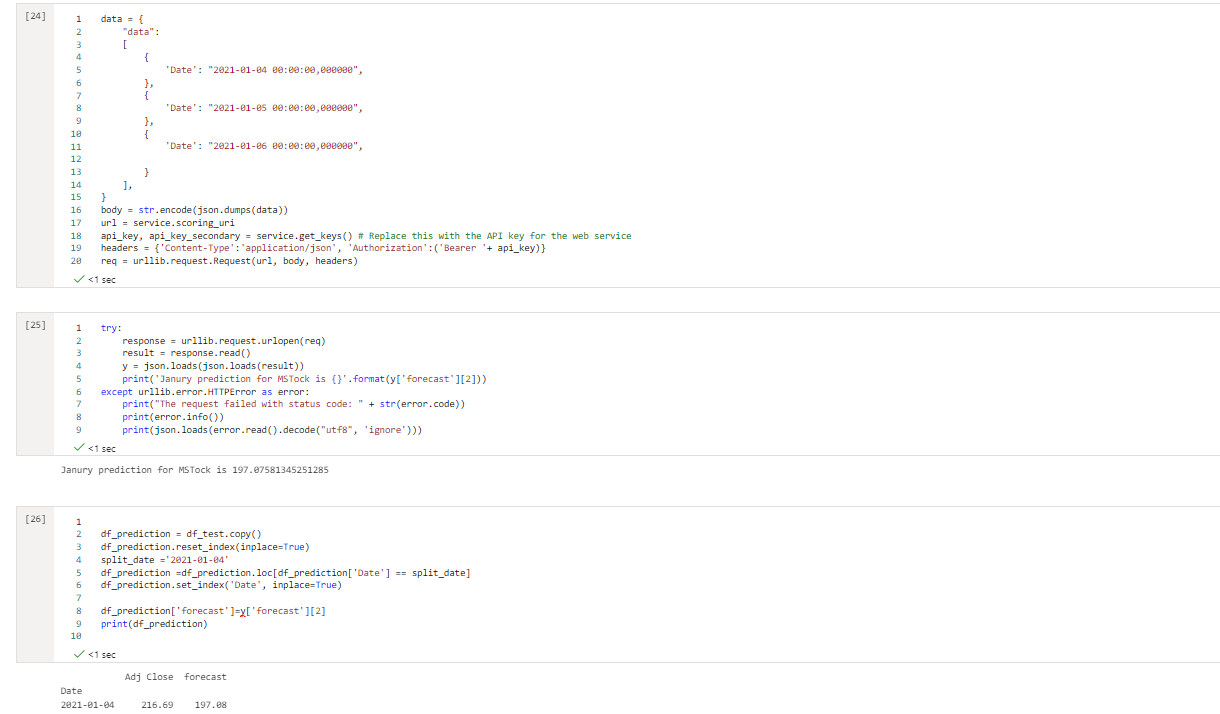 [24]
1 data = {
2 "data":
3 [
4 {
5 'Date': "2021-01-04 00:00:00,000000",
6 },
7 {
8 'Date': "2021-01-05 00:00:00,000000",
9 },
10 {
11 'Date': "2021-01-06 00:00:00,000000",
12
13 }
14 ],
15 }
16 body = str.encode(json.dumps(data))
17 url = service.scoring_uri
18 api_key, api_key_secondary = service.get_keys() # Replace this with the API key for the web service
19 headers = {'Content-Type':'application/json', 'Authorization':('Bearer '+ api_key)}
20 req = urllib.request.Request(url, body, headers)
<1 sec
[25]
1 try:
2 response = urllib.request.urlopen(req)
3 result = response.read()
4 y = json.loads(json.loads(result))
5 print('Janury prediction for MSTock is {}'.format(y['forecast'][2]))
6 except urllib.error.HTTPError as error:
7 print("The request failed with status code: " + str(error.code))
8 print(error.info())
9 print(json.loads(error.read().decode("utf8", 'ignore')))
<1 sec
Janury prediction for MSTock is 197.07581345251285
[26]
1
2 df_prediction = df_test.copy()
3 df_prediction.reset_index(inplace=True)
4 split_date ='2021-01-04'
5 df_prediction =df_prediction.loc[df_prediction['Date'] == split_date]
6 df_prediction.set_index('Date', inplace=True)
7
8 df_prediction['forecast']=y['forecast'][2]
9 print(df_prediction)
10
<1 sec
Adj Close forecast
Date
2021-01-04 216.69 197.08